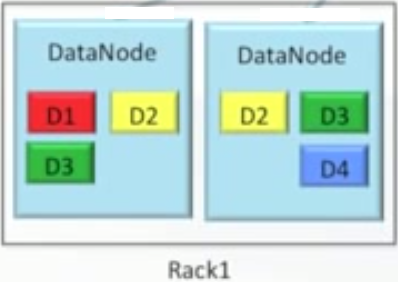 DataNode
D1 D2
D3
DataNode
D2 D3
D4
Rack1